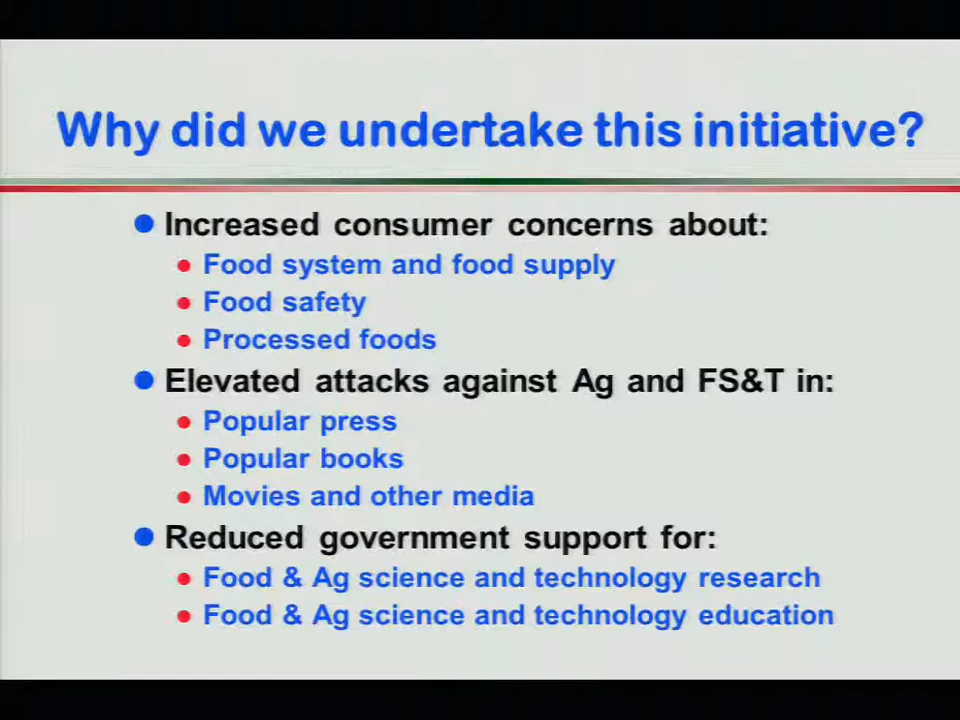 Why did we undertake this initiative?
Increased consumer concerns about:
Food system and food supply
Food safety
Processed foods
Elevated attacks against Ag and FS&T in:
Popular press
Popular books
Movies and other media
Reduced government support for:
Food & Ag science and technology research
Food & Ag science and technology education